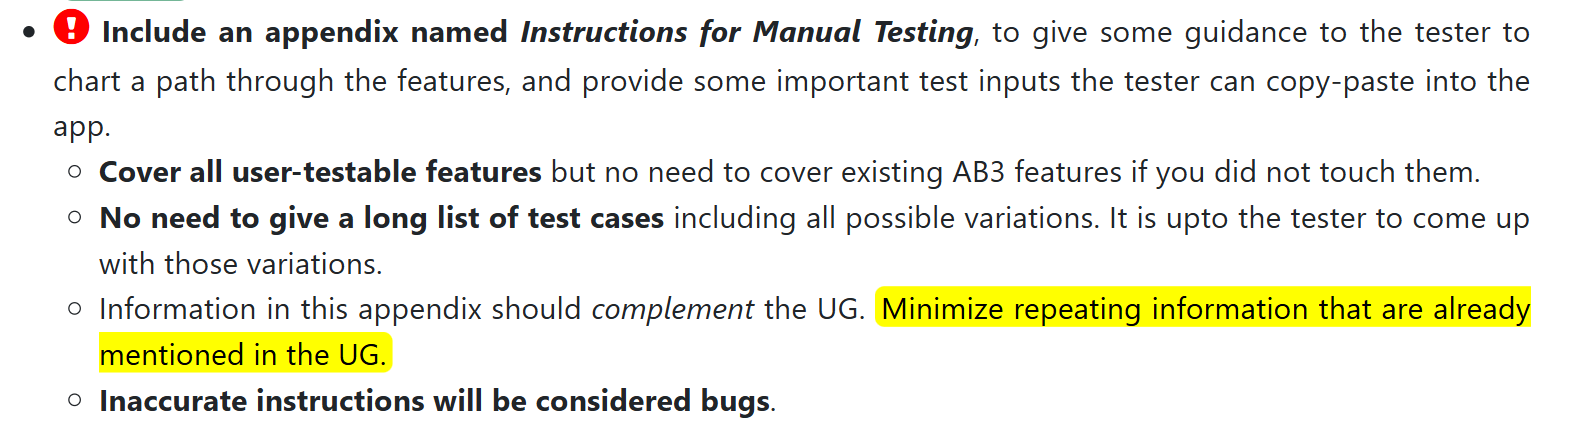 • ! Include an appendix named Instructions for Manual Testing, to give some guidance to the tester to
chart a path through the features, and provide some important test inputs the tester can copy-paste into the
app.
○ Cover all user-testable features but no need to cover existing AB3 features if you did not touch them.
○ No need to give a long list of test cases including all possible variations. It is upto the tester to come up
with those variations.
○ Information in this appendix should complement the UG. Minimize repeating information that are already
mentioned in the UG.
○ Inaccurate instructions will be considered bugs.